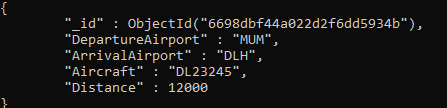 {
"_id" : ObjectId("6698dbf44a022d2f6dd5934b"),
"DepartureAirport" : "MUM",
"ArrivalAirport" : "DLH",
"Aircraft" : "DL23245",
"Distance" : 12000
}